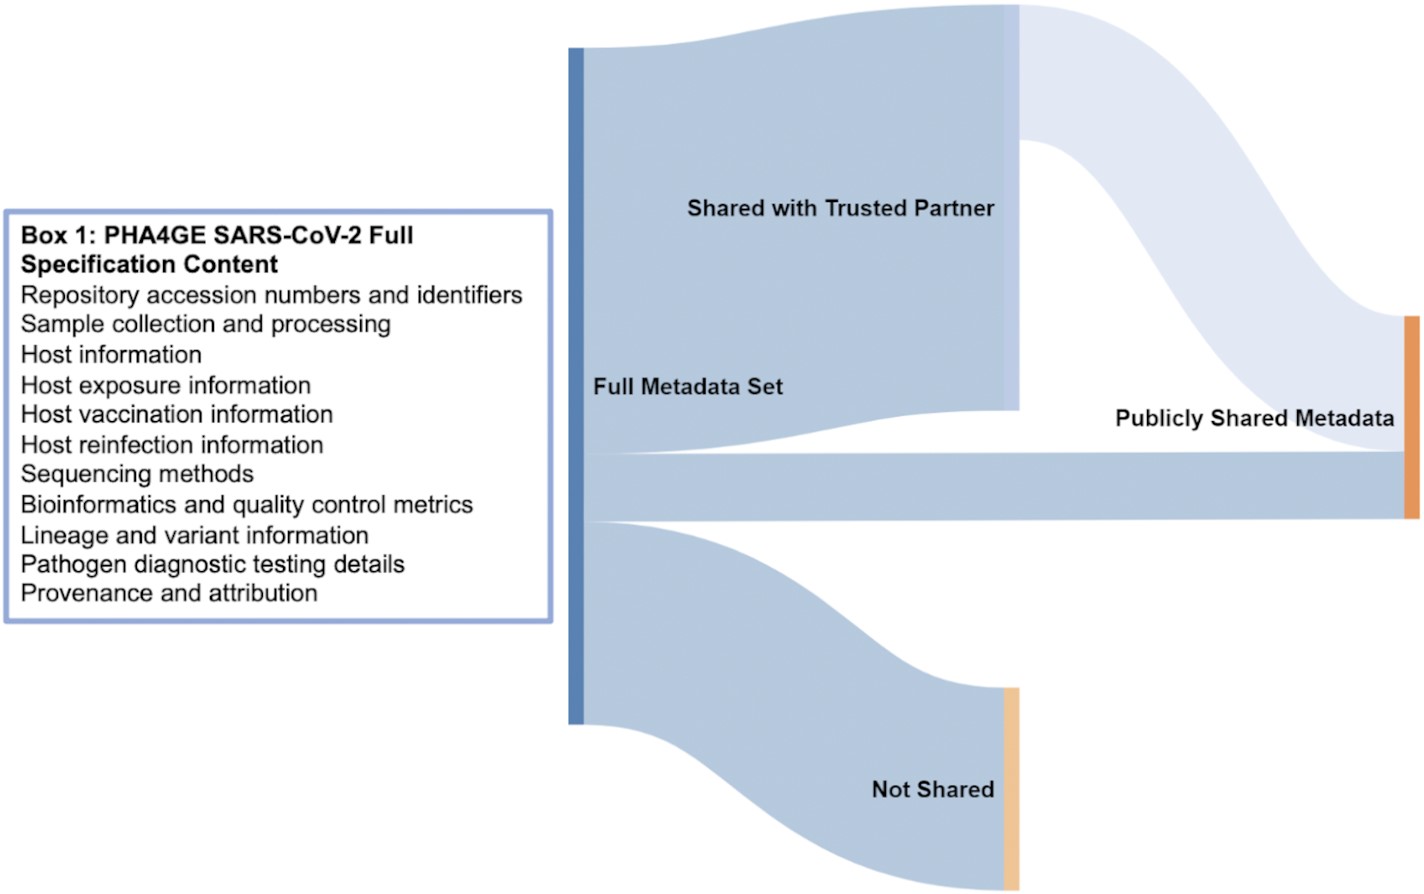 Box 1: PHA4GE SARS-CoV-2 Full
Specification Content
Repository accession numbers and identifiers
Sample collection and processing
Host information
Host exposure information
Host vaccination information
Host reinfection information
Sequencing methods
Bioinformatics and quality control metrics
Lineage and variant information
Pathogen diagnostic testing details
Provenance and attribution
Full Metadata Set
Shared with Trusted Partner
Publicly Shared Metadata
Not Shared